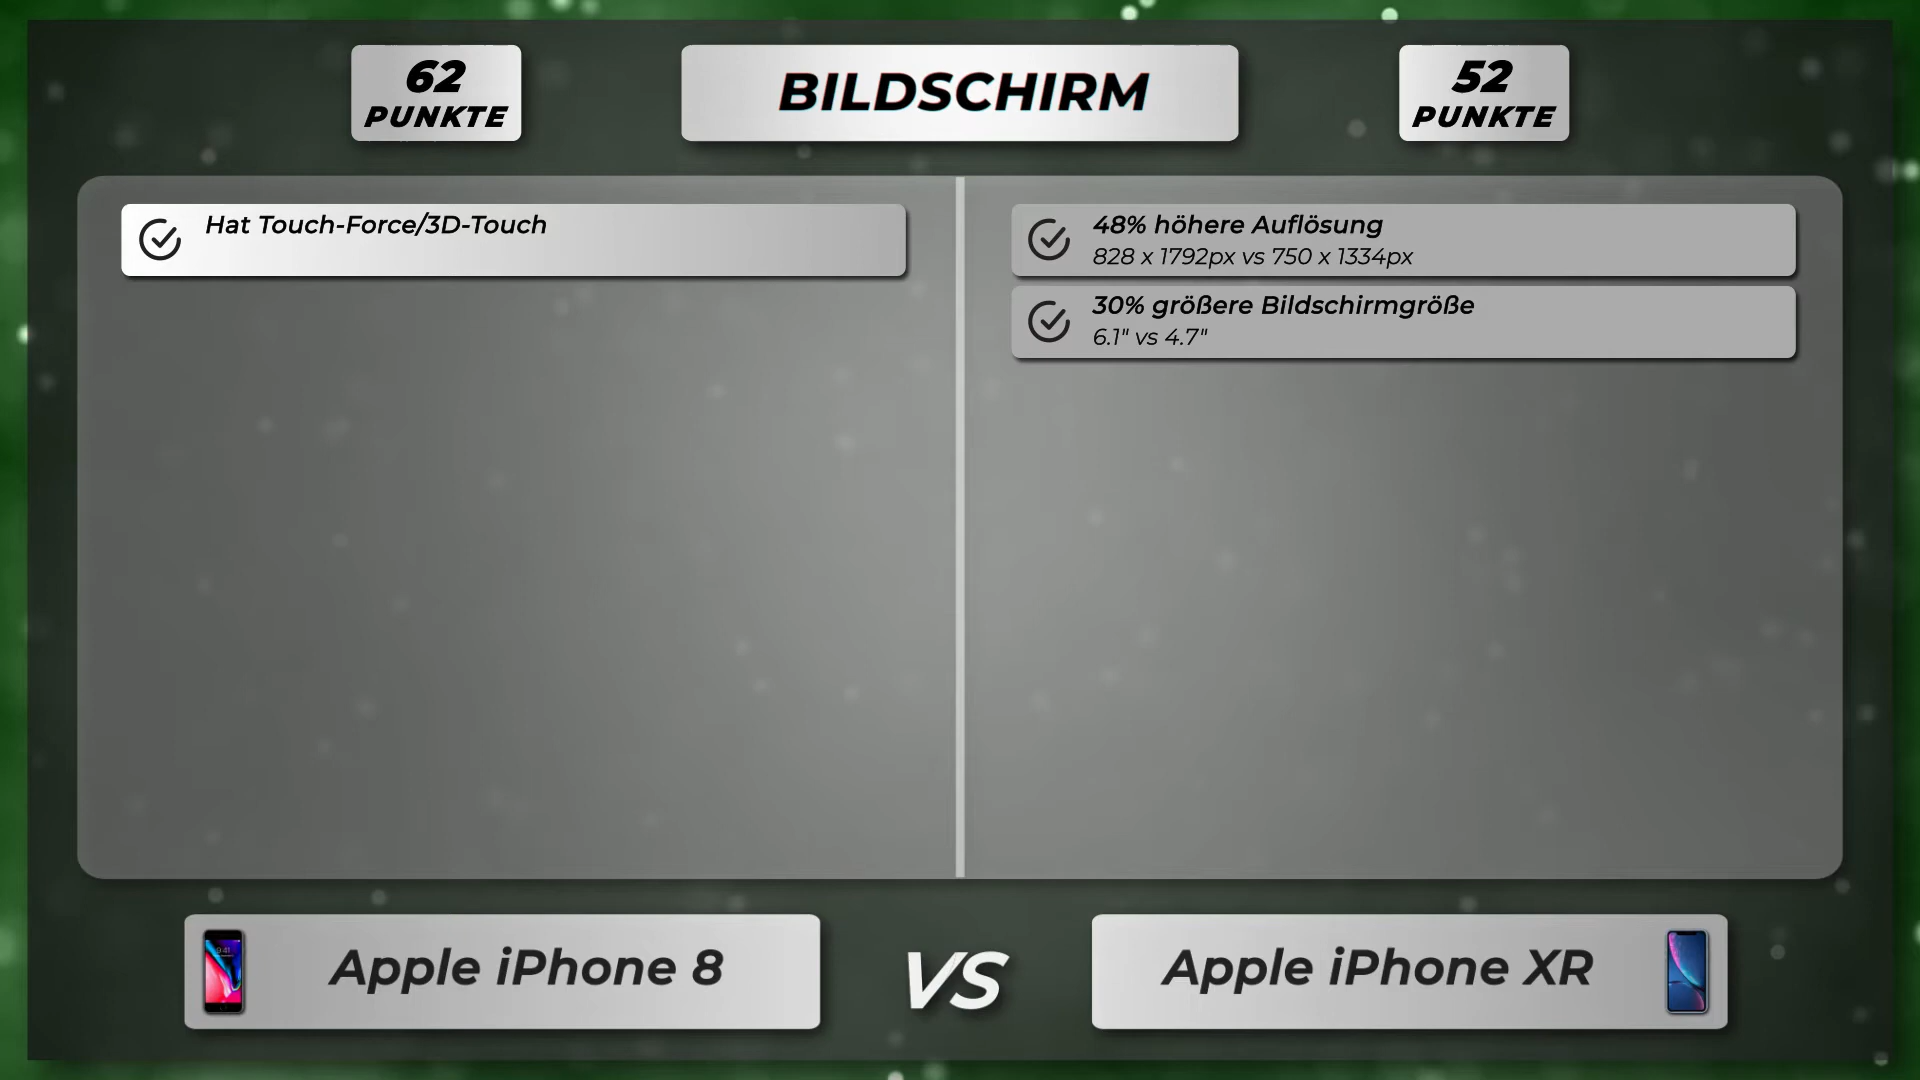 62
PUNKTE
BILDSCHIRM
52
PUNKTE
Hat Touch-Force/3D-Touch
48% höhere Auflösung
828 x 1792px vs 750 x 1334px
30% größere Bildschirmgröße
6.1" vs 4.7"
Apple iPhone 8
VS
Apple iPhone XR